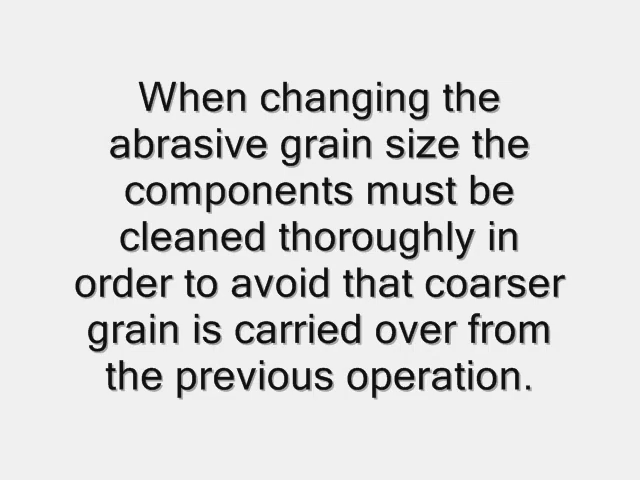 When changing the
abrasive grain size the
components must be
cleaned thoroughly in
order to avoid that coarser
grain is carried over from
the previous operation.